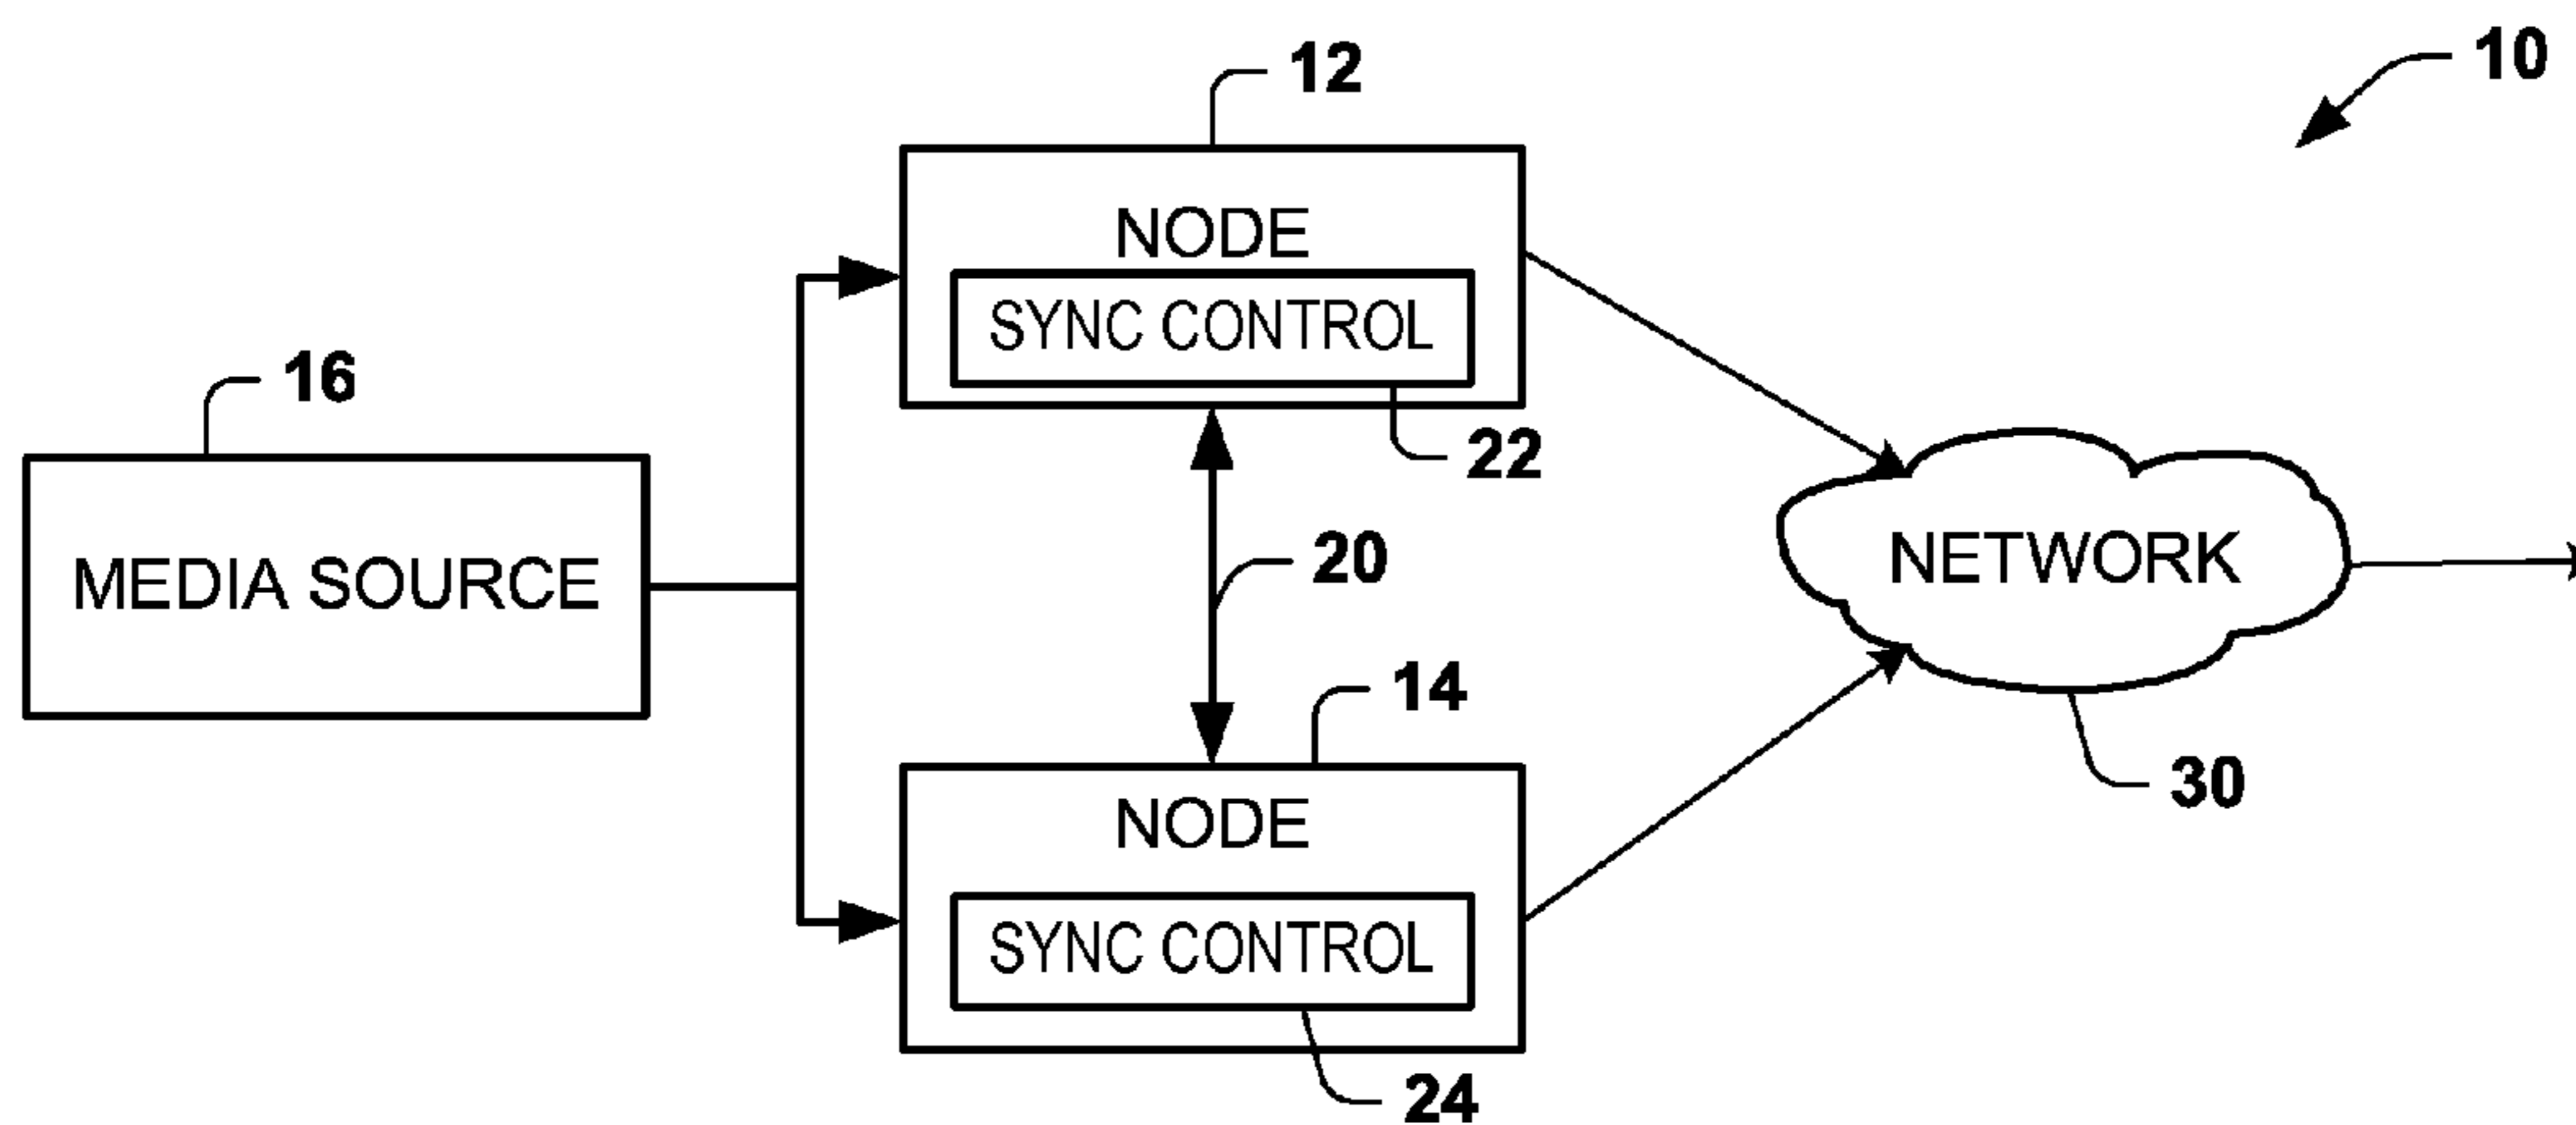 10
12
NODE
SYNC CONTROL
22
16
MEDIA SOURCE
20
NETWORK
30
14
NODE
SYNC CONTROL
24